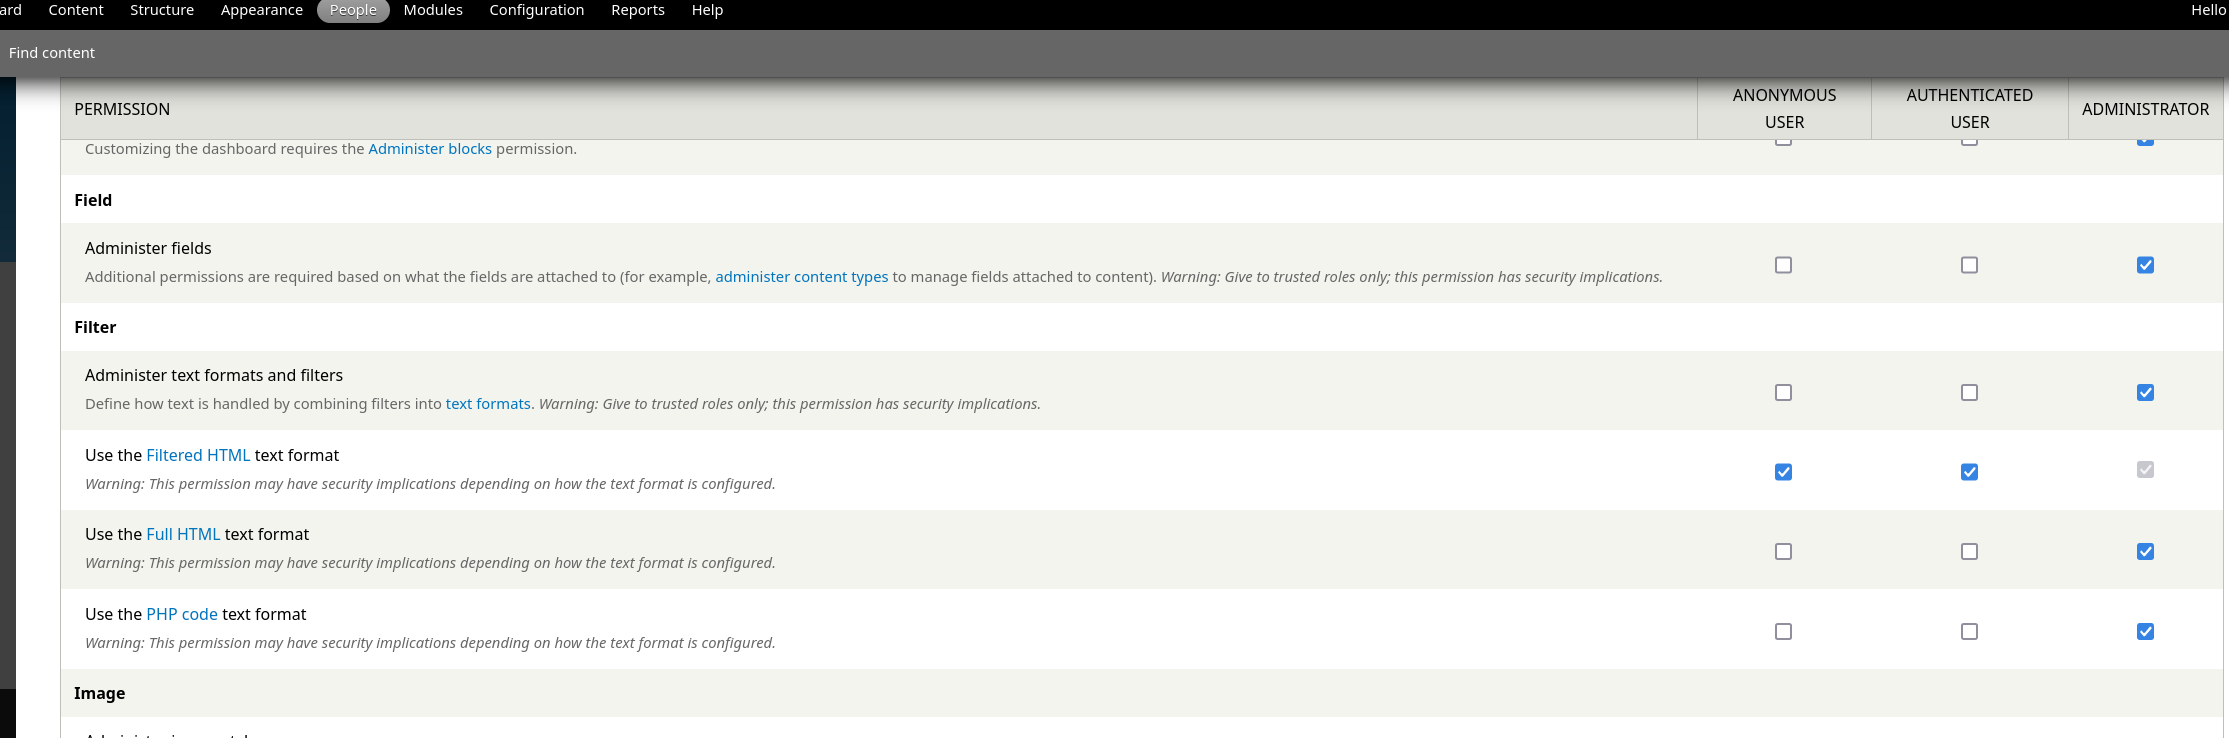 ard Content Structure Appearance People Modules Configuration Reports Help Hello
Find content
PERMISSION ANONYMOUS USER AUTHENTICATED USER ADMINISTRATOR
Customizing the dashboard requires the Administer blocks permission.
Field
Administer fields
Additional permissions are required based on what the fields are attached to (for example, administer content types to manage fields attached to content). Warning: Give to trusted roles only; this permission has security implications.
Filter
Administer text formats and filters
Define how text is handled by combining filters into text formats. Warning: Give to trusted roles only; this permission has security implications.
Use the Filtered HTML text format
Warning: This permission may have security implications depending on how the text format is configured.
Use the Full HTML text format
Warning: This permission may have security implications depending on how the text format is configured.
Use the PHP code text format
Warning: This permission may have security implications depending on how the text format is configured.
Image